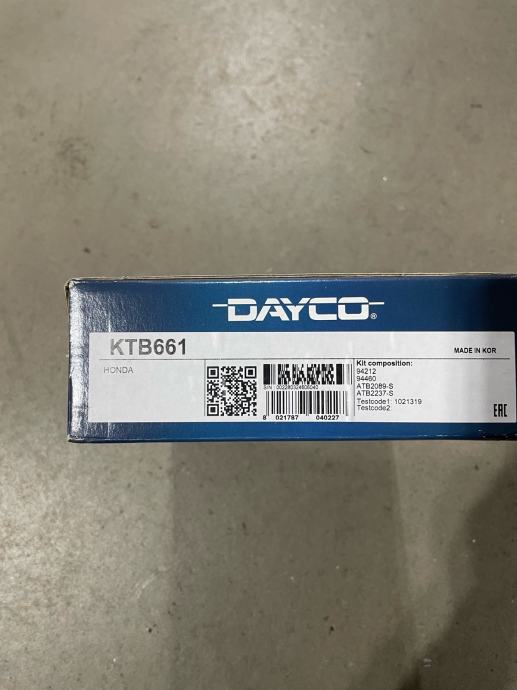 DAYCO®
KTB661
MADE IN KOR
HONDA
Kit composition:
94212
94460
ATB2089-S
ATB2237-S
Testcode1: 1021319
Testcode2
S/N : 002280324606040
8 021787 040227
EAC